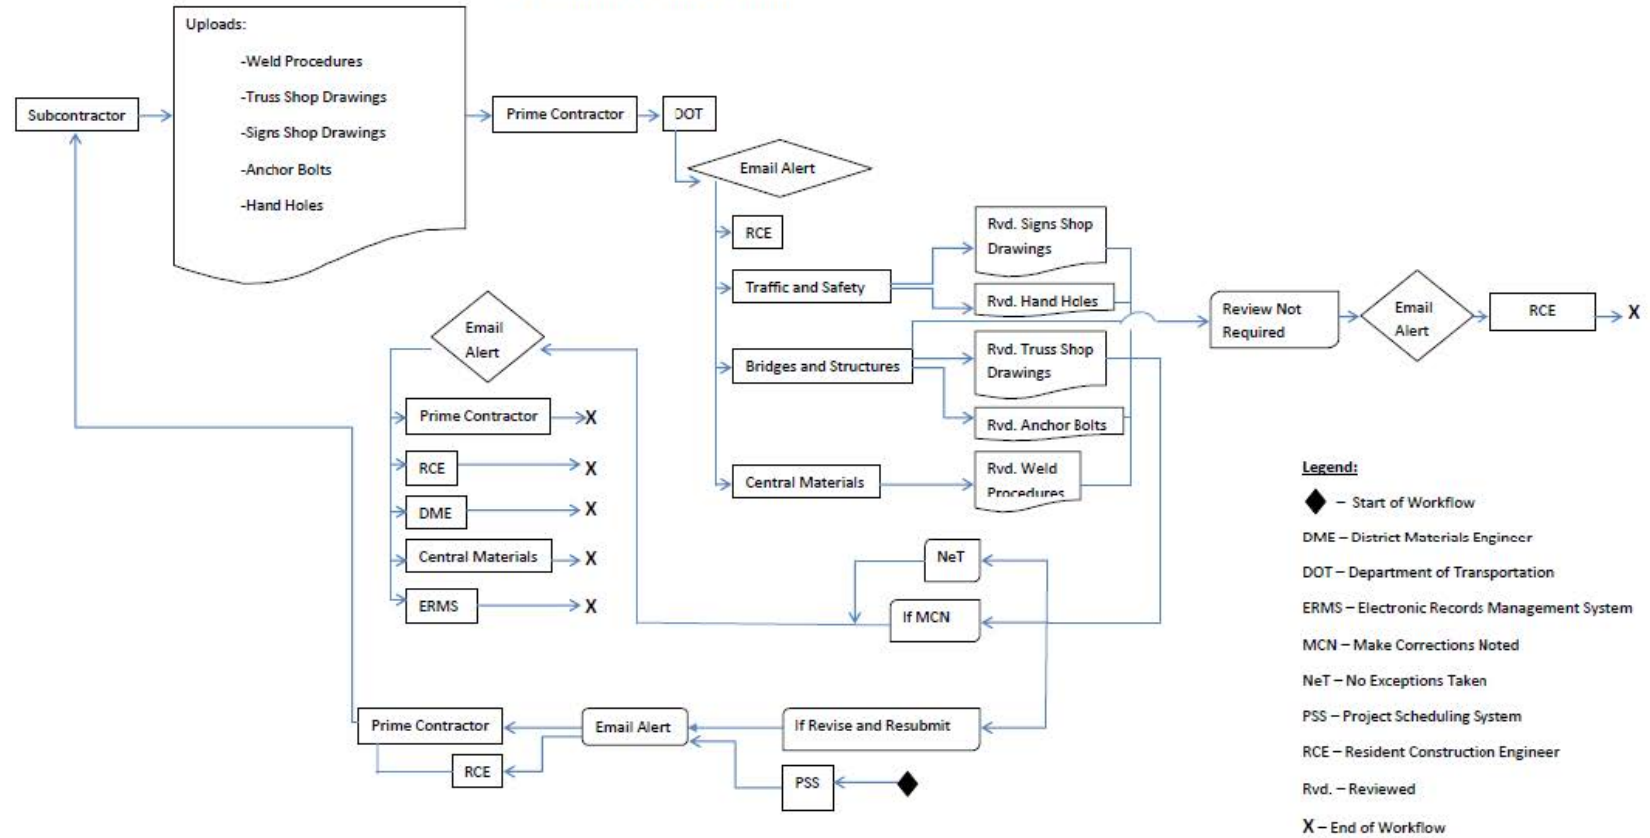 Uploads:
-Weld Procedures
-Truss Shop Drawings
-Signs Shop Drawings
-Anchor Bolts
-Hand Holes
Subcontractor
Prime Contractor
DOT
Email Alert
RCE
Traffic and Safety
Bridges and Structures
Central Materials
Rvd. Signs Shop
Drawings
Rvd. Hand Holes
Rvd. Truss Shop
Drawings
Rvd. Anchor Bolts
Rvd. Weld
Procedures
Review Not
Required
Email
Alert
RCE
X
Email
Alert
Prime Contractor
X
RCE
X
DME
X
Central Materials
X
ERMS
X
NeT
If MCN
If Revise and Resubmit
Email Alert
Prime Contractor
RCE
PSS
Legend:
– Start of Workflow
DME – District Materials Engineer
DOT – Department of Transportation
ERMS – Electronic Records Management System
MCN – Make Corrections Noted
NeT – No Exceptions Taken
PSS – Project Scheduling System
RCE – Resident Construction Engineer
Rvd. – Reviewed
X – End of Workflow